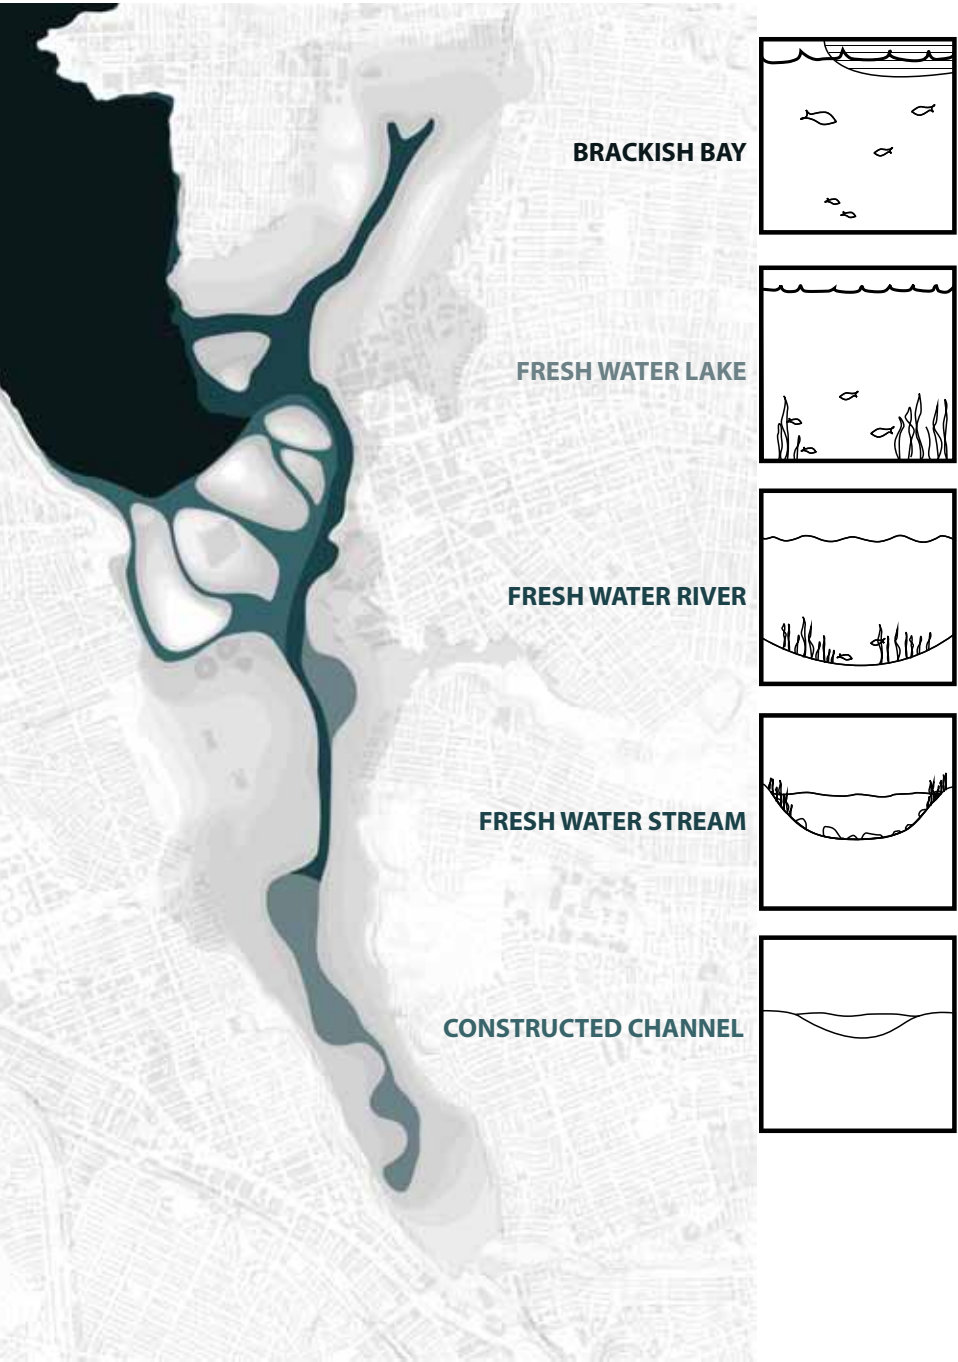 BRACKISH BAY
FRESH WATER LAKE
FRESH WATER RIVER
FRESH WATER STREAM
CONSTRUCTED CHANNEL